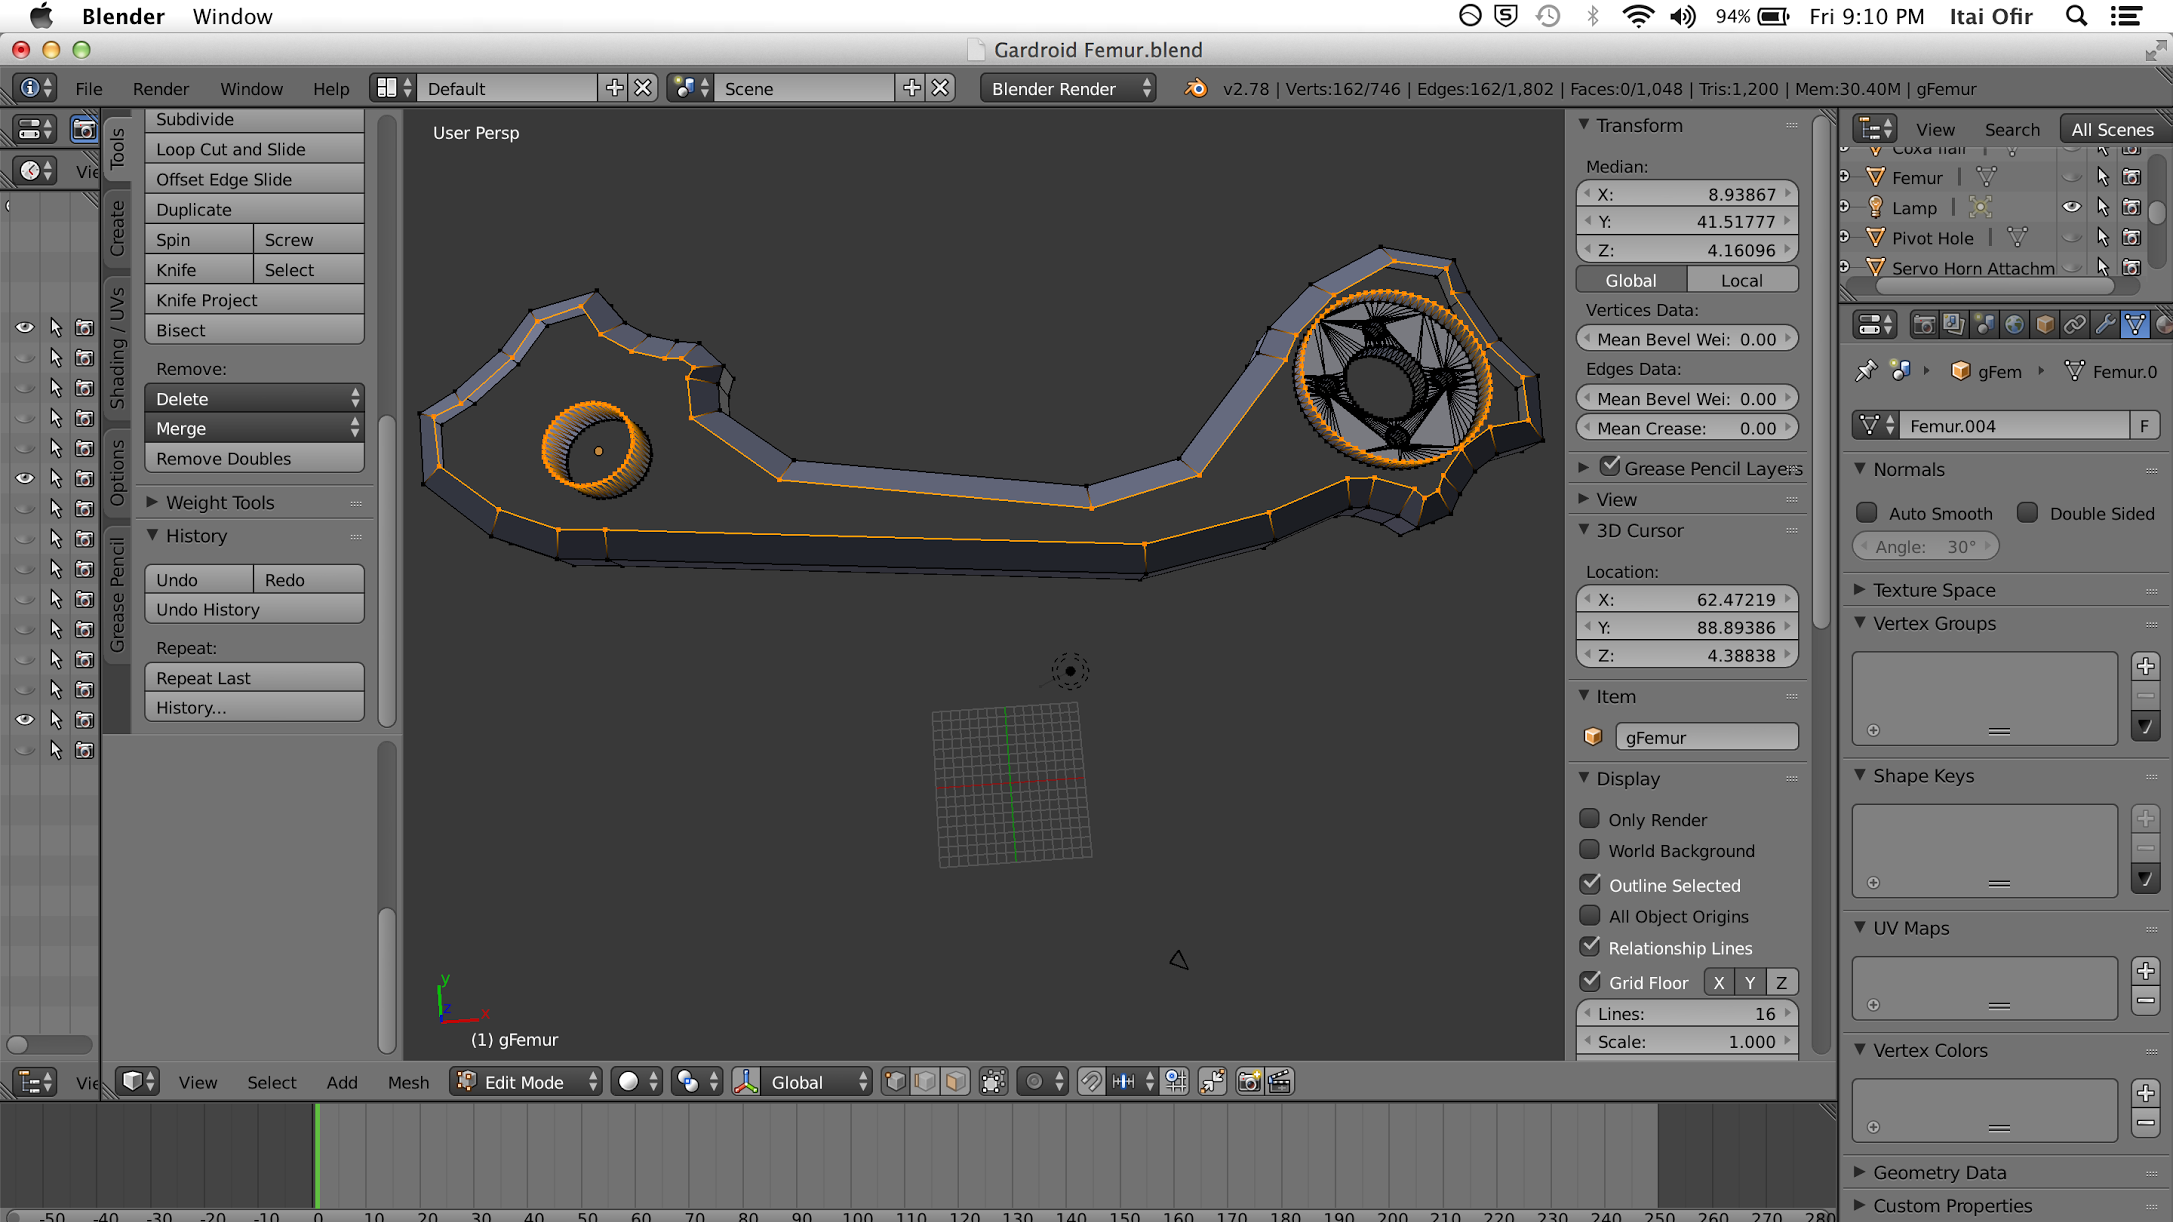 Blender Window 94% Fri 9:10 PM Itai Ofir
Gardroid Femur.blend
File Render Window Help Default Scene Blender Render v2.78 | Verts:162/746 | Edges:162/1,802 | Faces:0/1,048 | Tris:1,200 | Mem:30.40M | gFemur
Tools
Create
Shading / UVs
Options
Grease Pencil
Subdivide
Loop Cut and Slide
Offset Edge Slide
Duplicate
Spin Screw
Knife Select
Knife Project
Bisect
Remove:
Delete
Merge
Remove Doubles
Weight Tools
History
Undo Redo
Undo History
Repeat:
Repeat Last
History...
Vie
User Persp
y
z
x
(1) gFemur
Transform
Median:
X: 8.93867
Y: 41.51777
Z: 4.16096
Global Local
Vertices Data:
Mean Bevel Wei: 0.00
Edges Data:
Mean Bevel Wei: 0.00
Mean Crease: 0.00
Grease Pencil Layers
View
3D Cursor
Location:
X: 62.47219
Y: 88.89386
Z: 4.38838
Item
gFemur
Display
Only Render
World Background
Outline Selected
All Object Origins
Relationship Lines
Grid Floor X Y Z
Lines: 16
Scale: 1.000
View Search All Scenes
Coxa half
Femur
Lamp
Pivot Hole
Servo Horn Attachm
gFem Femur.0
Femur.004 F
Normals
Auto Smooth Double Sided
Angle: 30°
Texture Space
Vertex Groups
Shape Keys
UV Maps
Vertex Colors
Geometry Data
Custom Properties
Vie View Select Add Mesh Edit Mode Global
-50 -40 -30 -20 -10 0 10 20 30 40 50 60 70 80 90 100 110 120 130 140 150 160 170 180 190 200 210 220 230 240 250 260 270 280